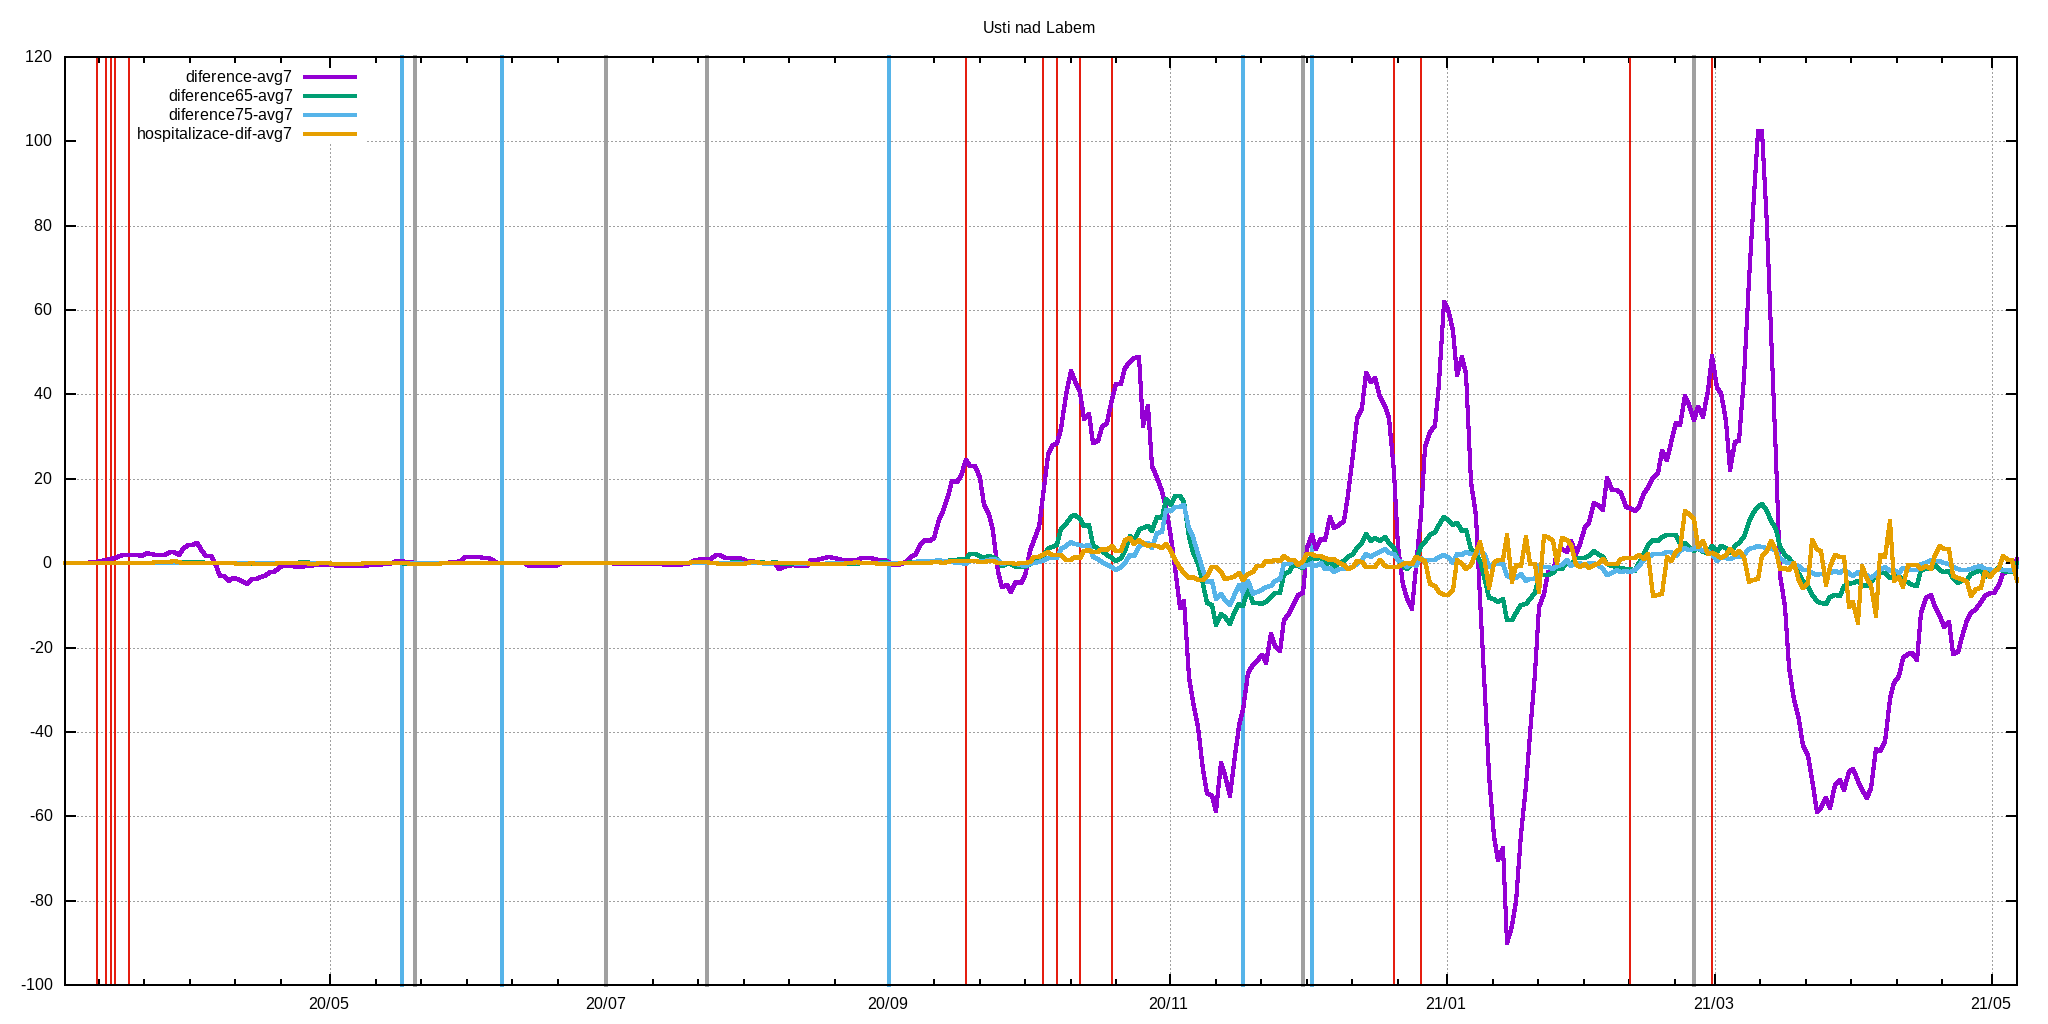 Usti nad Labem
diference-avg7
diference65-avg7
diference75-avg7
hospitalizace-dif-avg7
120
100
80
60
40
20
0
-20
-40
-60
-80
-100
20/05 20/07 20/09 20/11 21/01 21/03 21/05